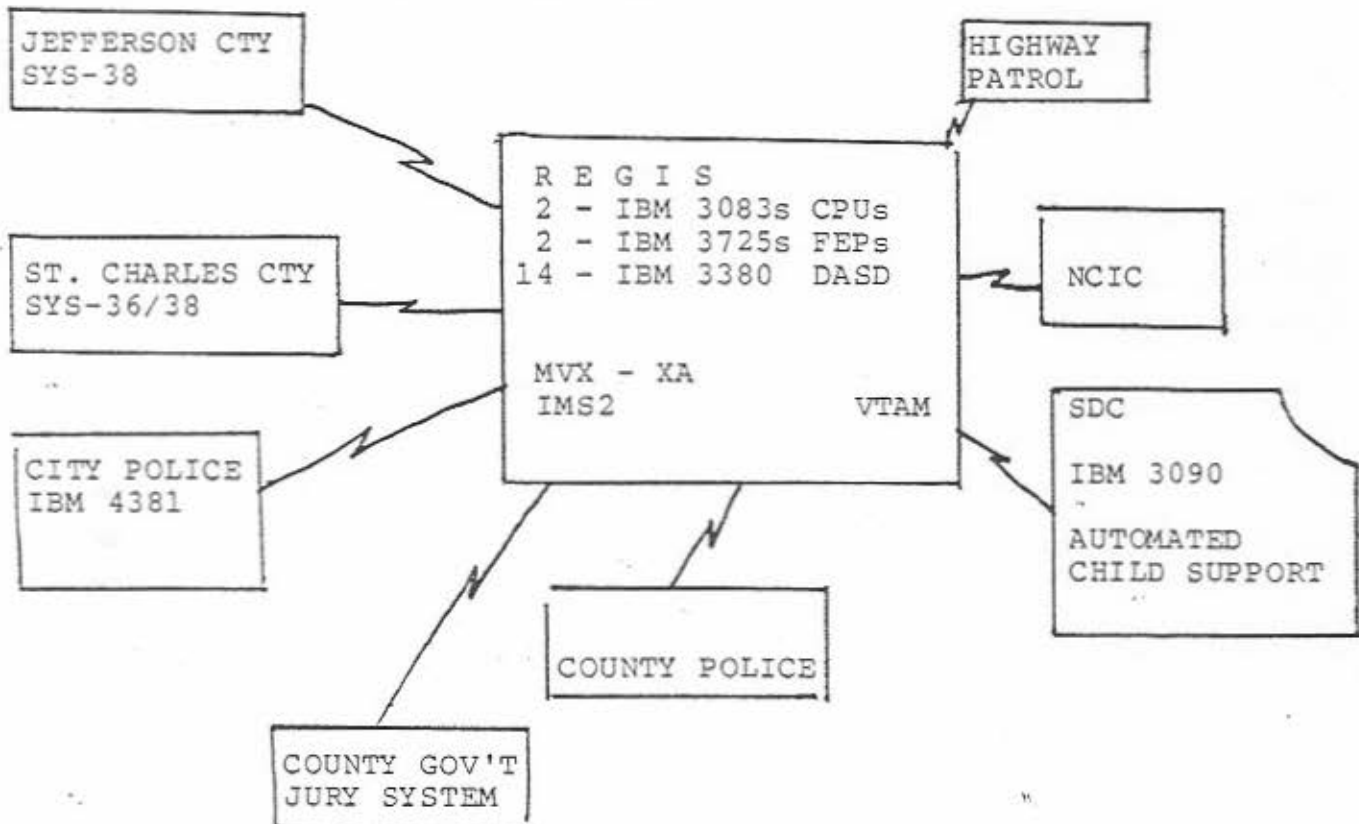 JEFFERSON CTY
SYS-38
HIGHWAY
PATROL
R E G I S
2 - IBM 3083s CPUs
2 - IBM 3725s FEPs
14 - IBM 3380 DASD
MVX - XA
IMS2 VTAM
ST. CHARLES CTY
SYS-36/38
NCIC
CITY POLICE
IBM 4381
SDC
IBM 3090
AUTOMATED
CHILD SUPPORT
COUNTY POLICE
COUNTY GOV'T
JURY SYSTEM